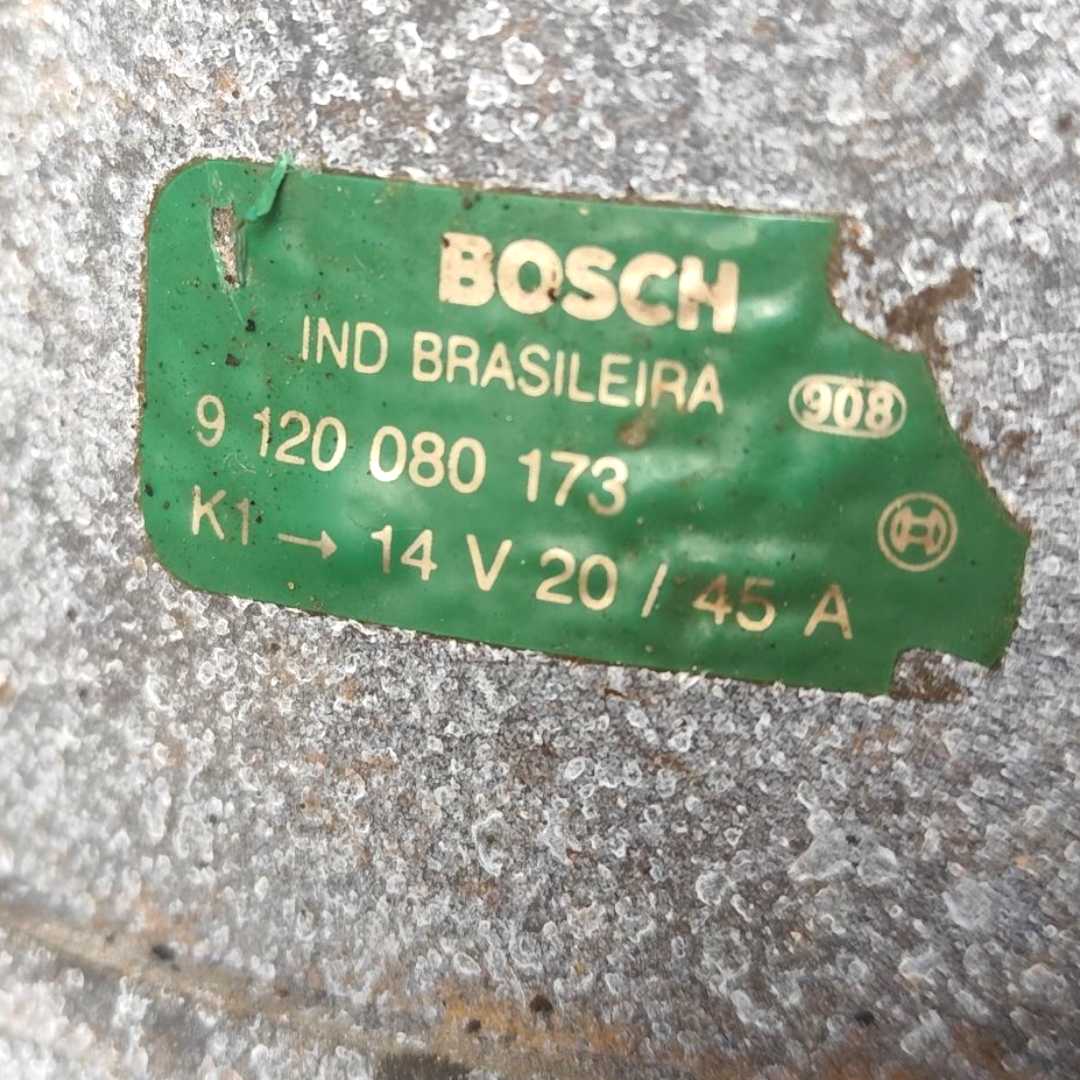 BOSCH
IND BRASILEIRA
908
9 120 080 173
K1 → 14 V 20 / 45 A